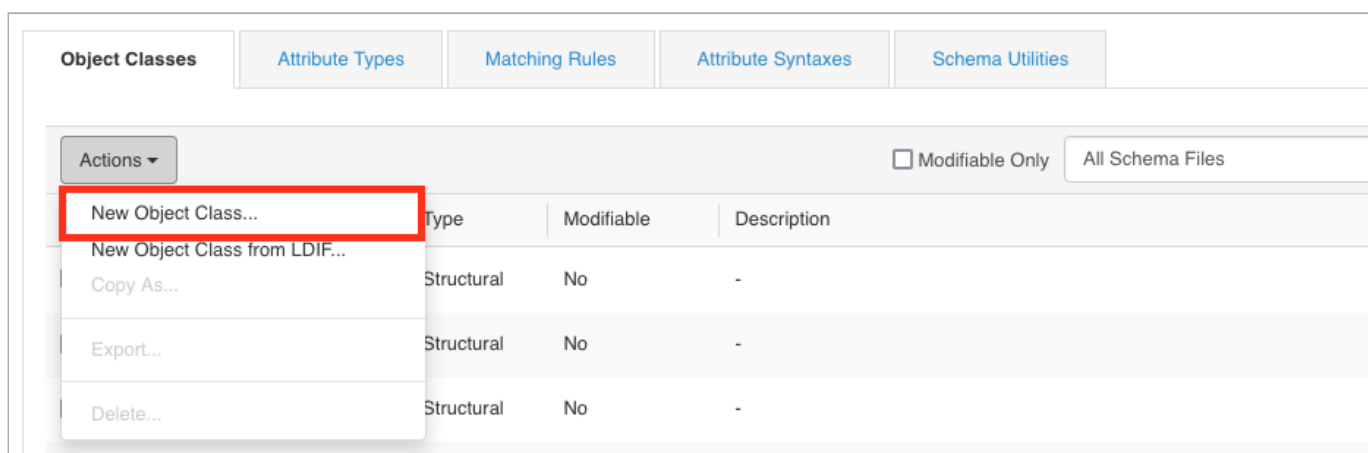 Object Classes Attribute Types Matching Rules Attribute Syntaxes Schema Utilities
Actions Modifiable Only All Schema Files
New Object Class...
Type Modifiable Description
New Object Class from LDIF...
Copy As...
Structural No -
Export...
Structural No -
Delete...
Structural No -